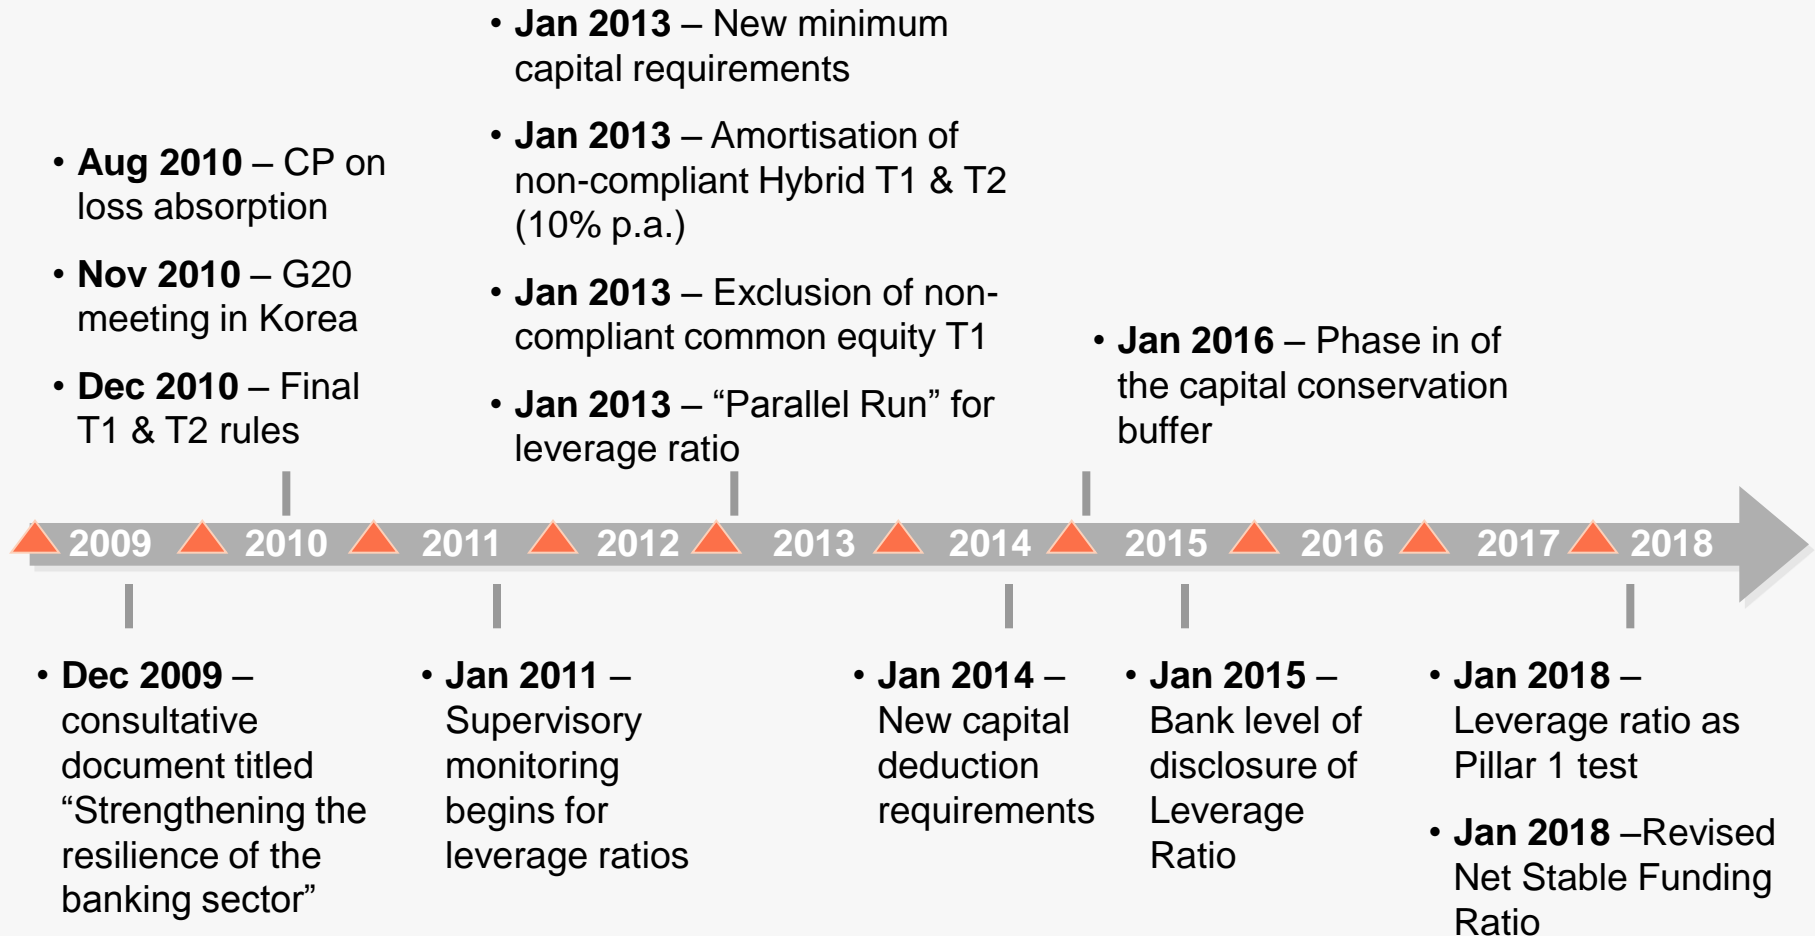 • Aug 2010 – CP on
loss absorption
• Nov 2010 – G20
meeting in Korea
• Dec 2010 – Final
T1 & T2 rules
• Jan 2013 – New minimum
capital requirements
• Jan 2013 – Amortisation of
non-compliant Hybrid T1 & T2
(10% p.a.)
• Jan 2013 – Exclusion of non-
compliant common equity T1
• Jan 2013 – “Parallel Run” for
leverage ratio
• Jan 2016 – Phase in of
the capital conservation
buffer
2009 2010 2011 2012 2013 2014 2015 2016 2017 2018
• Dec 2009 –
consultative
document titled
“Strengthening the
resilience of the
banking sector”
• Jan 2011 –
Supervisory
monitoring
begins for
leverage ratios
• Jan 2014 –
New capital
deduction
requirements
• Jan 2015 –
Bank level of
disclosure of
Leverage
Ratio
• Jan 2018 –
Leverage ratio as
Pillar 1 test
• Jan 2018 –Revised
Net Stable Funding
Ratio